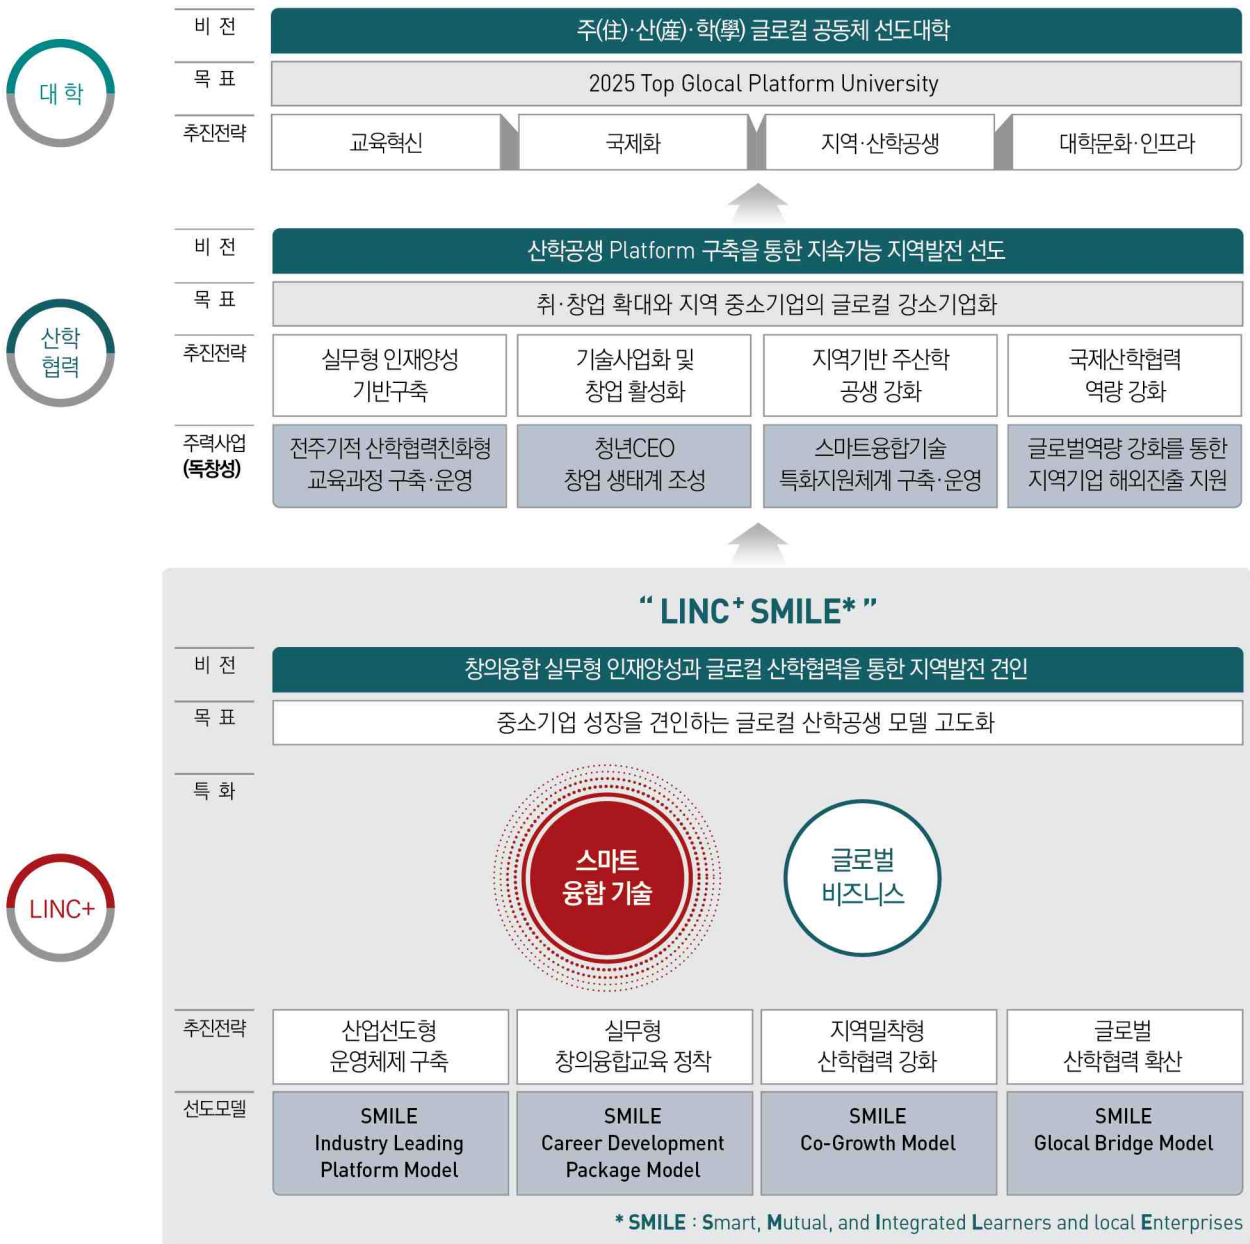 대 학
비 전
주(住)·산(産)·학(學) 글로컬 공동체 선도대학
목 표
2025 Top Glocal Platform University
추진전략
교육혁신
국제화
지역·산학공생
대학문화·인프라
산학
협력
비 전
산학공생 Platform 구축을 통한 지속가능 지역발전 선도
목 표
취·창업 확대와 지역 중소기업의 글로컬 강소기업화
추진전략
실무형 인재양성
기반구축
기술사업화 및
창업 활성화
지역기반 주산학
공생 강화
국제산학협력
역량 강화
주력사업
(독창성)
전주기적 산학협력친화형
교육과정 구축·운영
청년CEO
창업 생태계 조성
스마트융합기술
특화지원체계 구축·운영
글로벌역량 강화를 통한
지역기업 해외진출 지원
LINC+
“ LINC⁺ SMILE* ”
비 전
창의융합 실무형 인재양성과 글로컬 산학협력을 통한 지역발전 견인
목 표
중소기업 성장을 견인하는 글로컬 산학공생 모델 고도화
특 화
스마트
융합 기술
글로벌
비즈니스
추진전략
산업선도형
운영체제 구축
실무형
창의융합교육 정착
지역밀착형
산학협력 강화
글로벌
산학협력 확산
선도모델
SMILE
Industry Leading
Platform Model
SMILE
Career Development
Package Model
SMILE
Co-Growth Model
SMILE
Glocal Bridge Model
* SMILE : Smart, Mutual, and Integrated Learners and local Enterprises